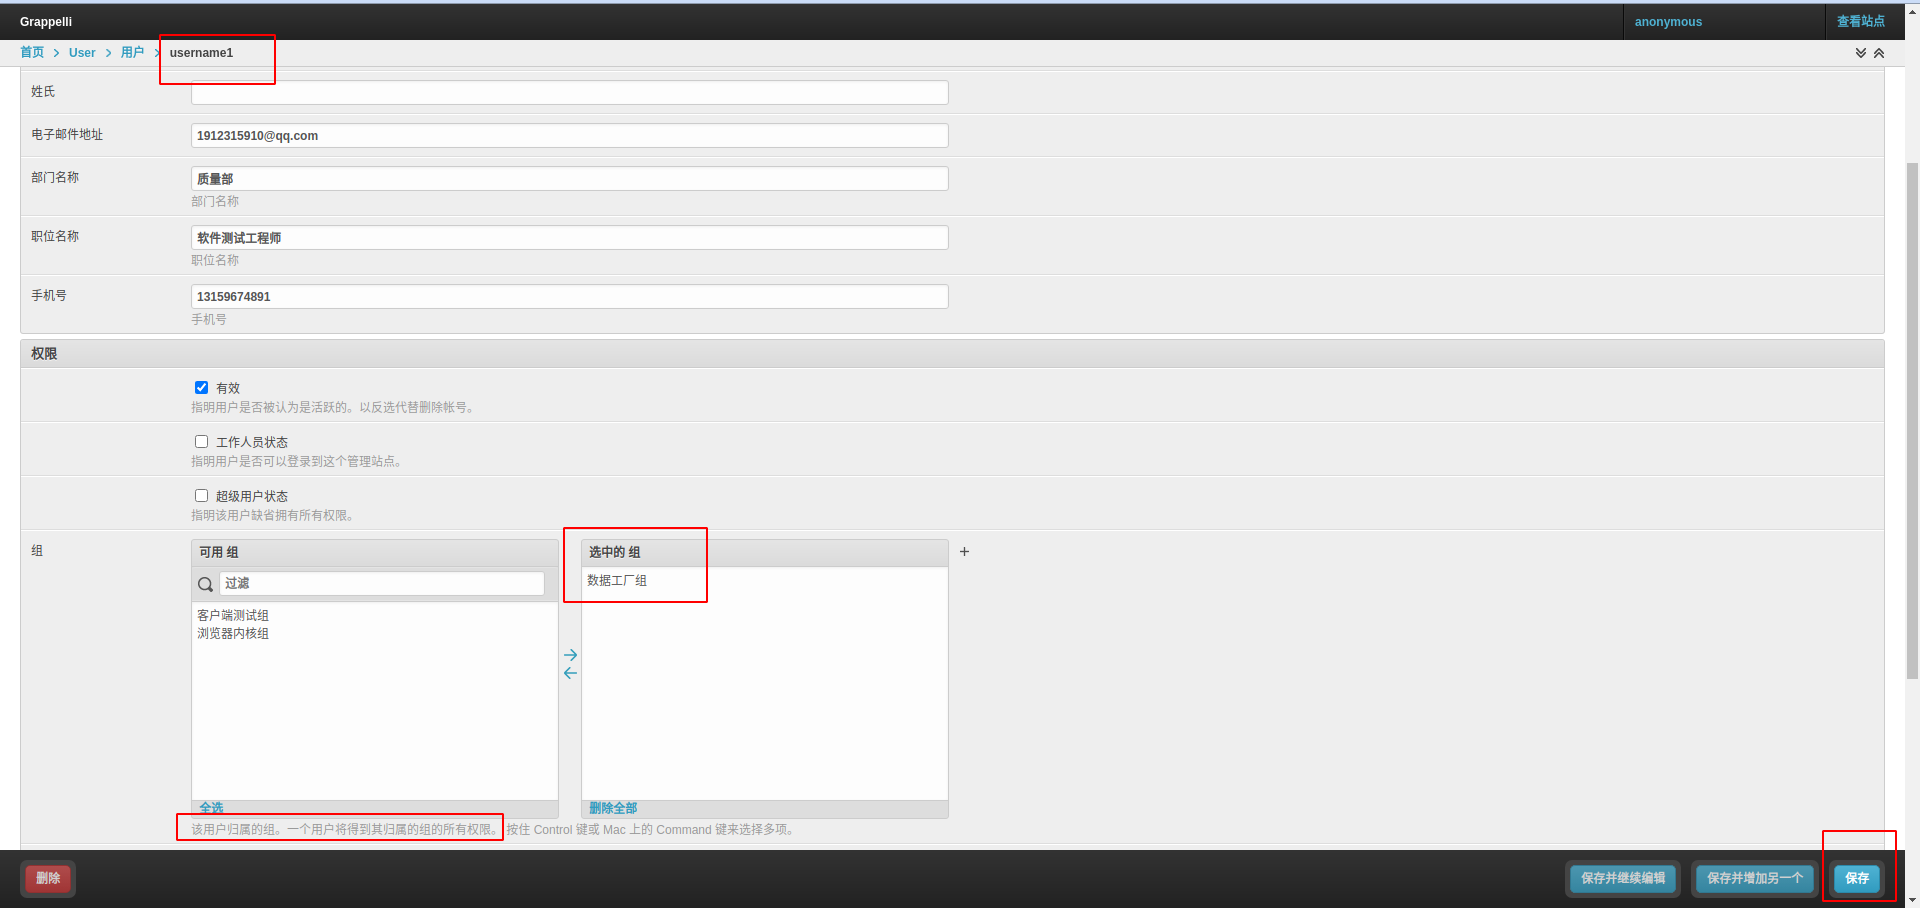 Grappelli
anonymous
查看站点
首页 > User > 用户 > username1
姓氏
电子邮件地址
1912315910@qq.com
部门名称
质量部
部门名称
职位名称
软件测试工程师
职位名称
手机号
13159674891
手机号
权限
有效
指明用户是否被认为是活跃的。以反选代替删除帐号。
工作人员状态
指明用户是否可以登录到这个管理站点。
超级用户状态
指明该用户缺省拥有所有权限。
组
可用 组
选中的 组
过滤
数据工厂组
客户端测试组
浏览器内核组
全选
删除全部
该用户归属的组。一个用户将得到其归属的组的所有权限。 按住 Control 键或 Mac 上的 Command 键来选择多项。
删除
保存并继续编辑
保存并增加另一个
保存